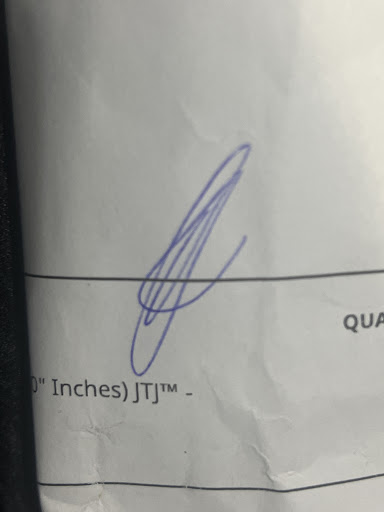 QUA
" Inches) JTJ™ -